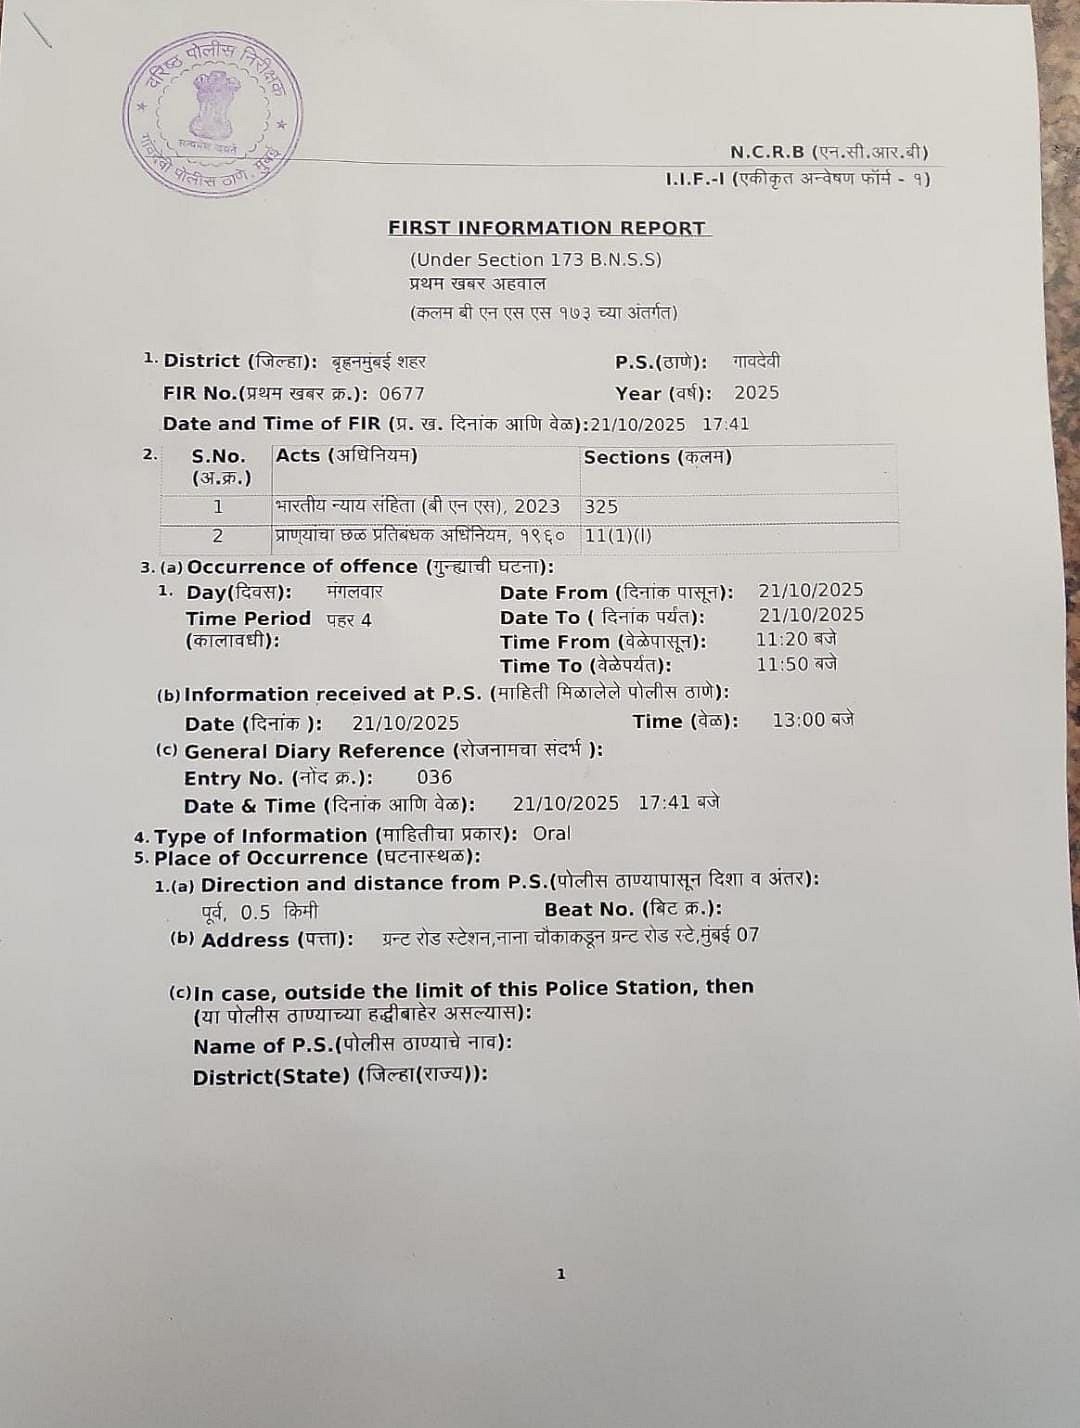 वरिष्ठ पोलीस निरीक्षक
सत्यमेव जयते
गांवदेवी पोलीस ठाणे, मुंबई
N.C.R.B (एन.सी.आर.बी)
I.I.F.-I (एकीकृत अन्वेषण फॉर्म - १)
FIRST INFORMATION REPORT
(Under Section 173 B.N.S.S)
प्रथम खबर अहवाल
(कलम बी एन एस एस १७३ च्या अंतर्गत)
1. District (जिल्हा): बृहनमुंबई शहर P.S.(ठाणे): गावदेवी
FIR No.(प्रथम खबर क्र.): 0677 Year (वर्ष): 2025
Date and Time of FIR (प्र. ख. दिनांक आणि वेळ):21/10/2025 17:41
2. S.No. Acts (अधिनियम) Sections (कलम)
(अ.क्र.)
1 भारतीय न्याय संहिता (बी एन एस), 2023 325
2 प्राण्यांचा छळ प्रतिबंधक अधिनियम, १९६० 11(1)(l)
3. (a) Occurrence of offence (गुन्ह्याची घटना):
1. Day(दिवस): मंगलवार Date From (दिनांक पासून): 21/10/2025
Time Period पहर 4 Date To ( दिनांक पर्यंत): 21/10/2025
(कालावधी): Time From (वेळेपासून): 11:20 बजे
Time To (वेळेपर्यंत): 11:50 बजे
(b) Information received at P.S. (माहिती मिळालेले पोलीस ठाणे):
Date (दिनांक ): 21/10/2025 Time (वेळ): 13:00 बजे
(c) General Diary Reference (रोजनामचा संदर्भ ):
Entry No. (नोंद क्र.): 036
Date & Time (दिनांक आणि वेळ): 21/10/2025 17:41 बजे
4. Type of Information (माहितीचा प्रकार): Oral
5. Place of Occurrence (घटनास्थळ):
1.(a) Direction and distance from P.S.(पोलीस ठाण्यापासून दिशा व अंतर):
पूर्व, 0.5 किमी Beat No. (बिट क्र.):
(b) Address (पत्ता): ग्रन्ट रोड स्टेशन,नाना चौकाकडून ग्रन्ट रोड स्टे,मुंबई 07
(c)In case, outside the limit of this Police Station, then
(या पोलीस ठाण्याच्या हद्दीबाहेर असल्यास):
Name of P.S.(पोलीस ठाण्याचे नाव):
District(State) (जिल्हा(राज्य)):
1